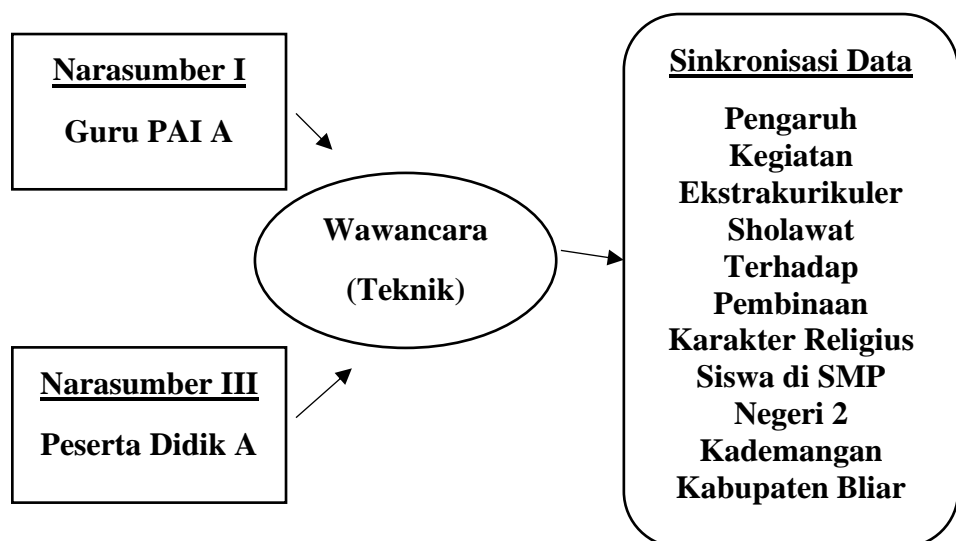 Narasumber I
Guru PAI A
Narasumber III
Peserta Didik A
Wawancara
(Teknik)
Sinkronisasi Data
Pengaruh
Kegiatan
Ekstrakurikuler
Sholawat
Terhadap
Pembinaan
Karakter Religius
Siswa di SMP
Negeri 2
Kademangan
Kabupaten Bliar